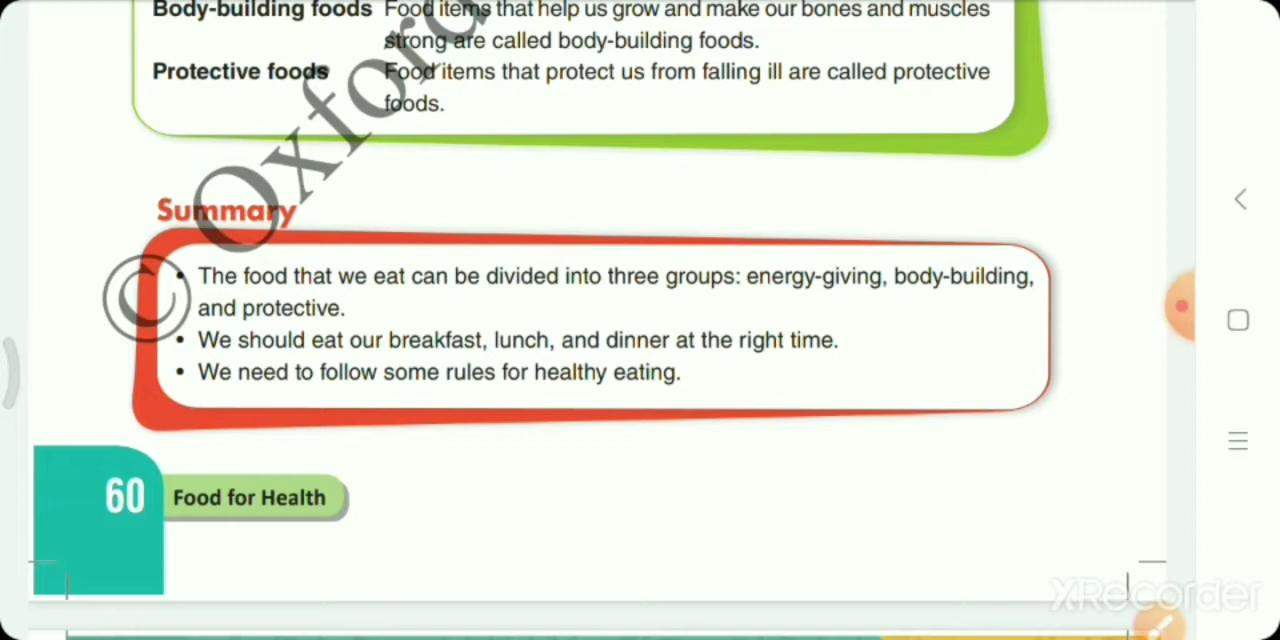 Body-building foods Food items that help us grow and make our bones and muscles
strong are called body-building foods.
Protective foods Food items that protect us from falling ill are called protective
foods.
© Oxford
Summary
• The food that we eat can be divided into three groups: energy-giving, body-building,
and protective.
• We should eat our breakfast, lunch, and dinner at the right time.
• We need to follow some rules for healthy eating.
60 Food for Health
XRecorder